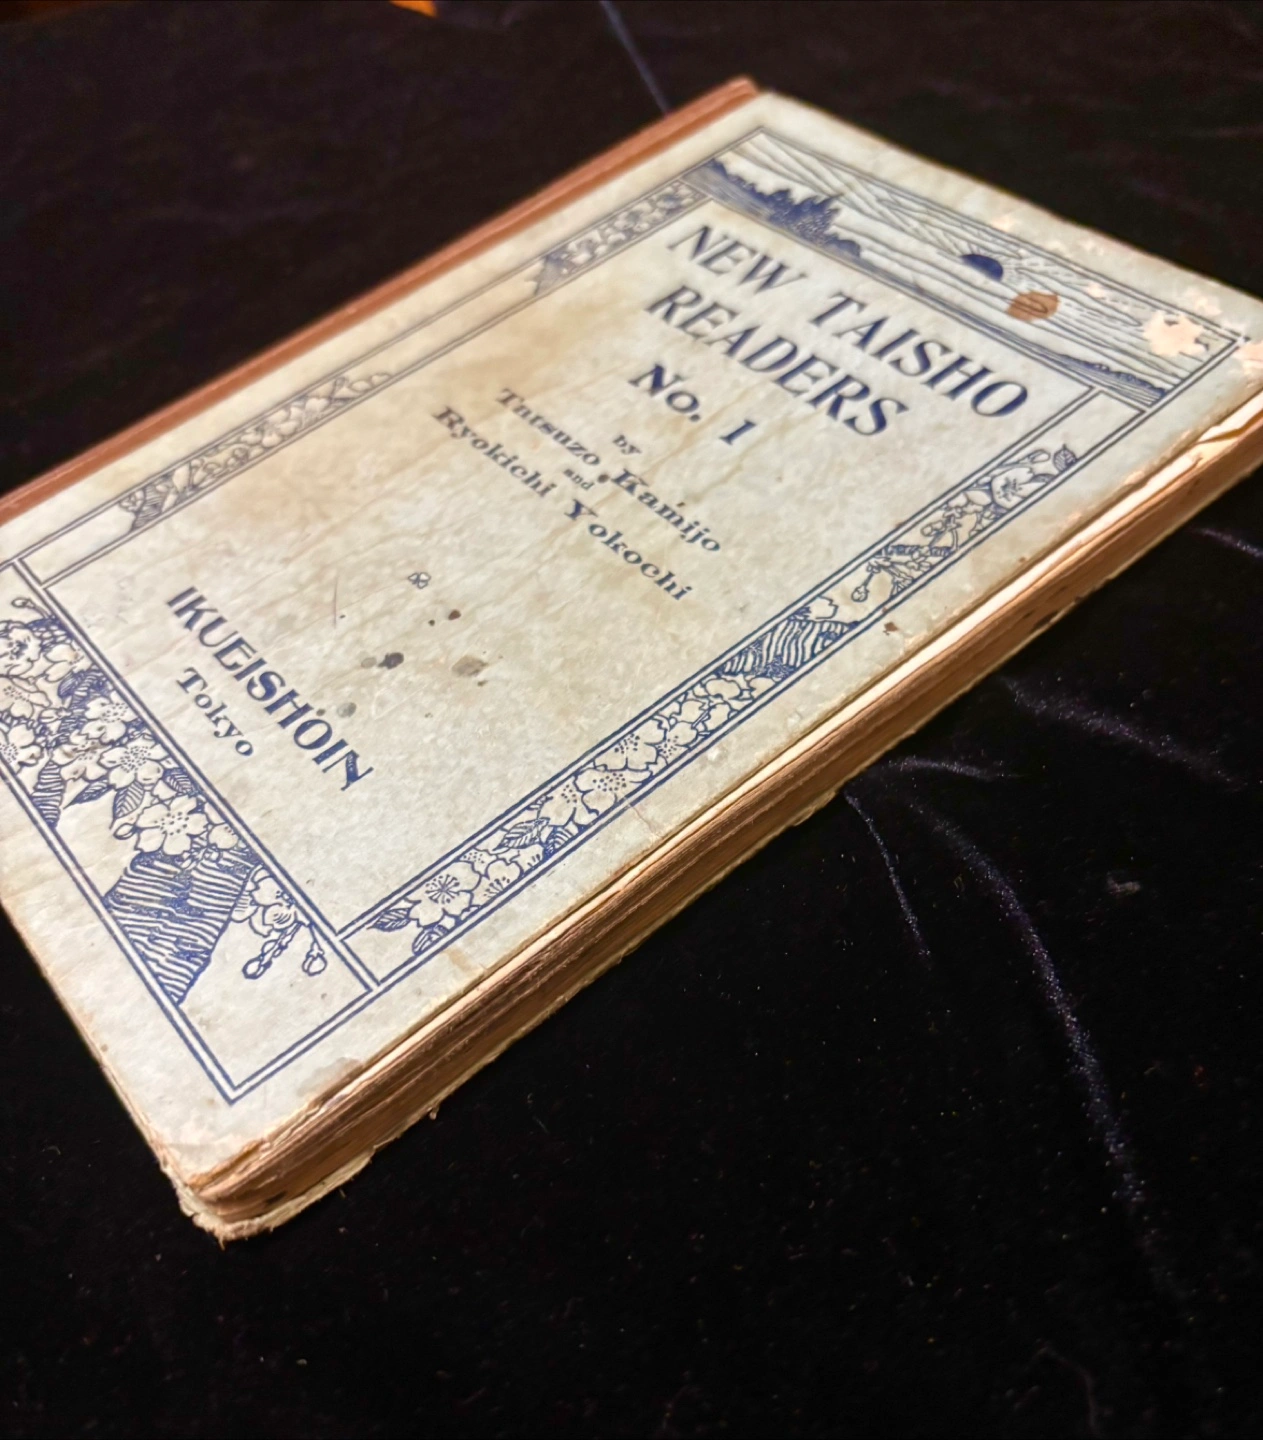 NEW TAISHO
READERS
No. 1
by
Tatsuzo Kamijo
and
Ryokichi Yokochi
IKUEISHOIN
Tokyo